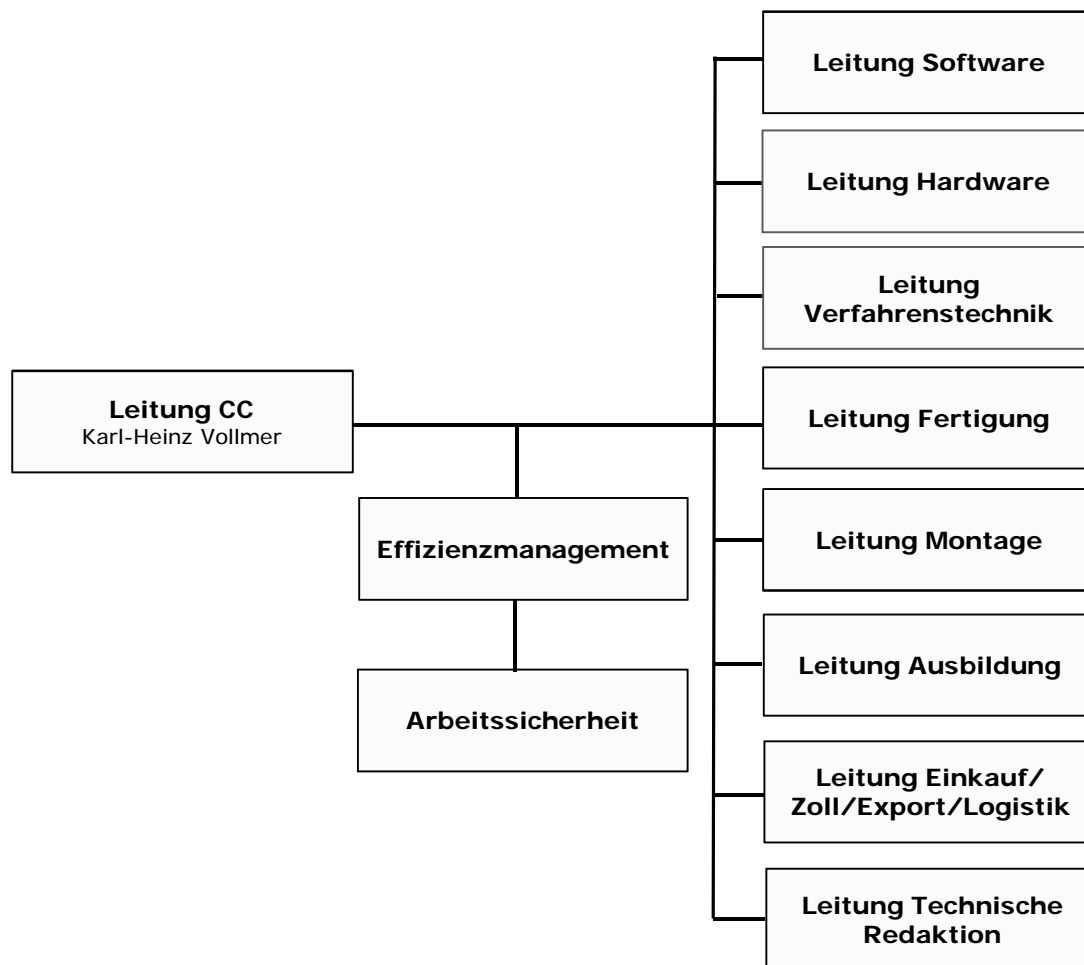 Leitung Software
Leitung Hardware
Leitung
Verfahrenstechnik
Leitung CC
Karl-Heinz Vollmer
Leitung Fertigung
Effizienzmanagement
Leitung Montage
Arbeitssicherheit
Leitung Ausbildung
Leitung Einkauf/
Zoll/Export/Logistik
Leitung Technische
Redaktion